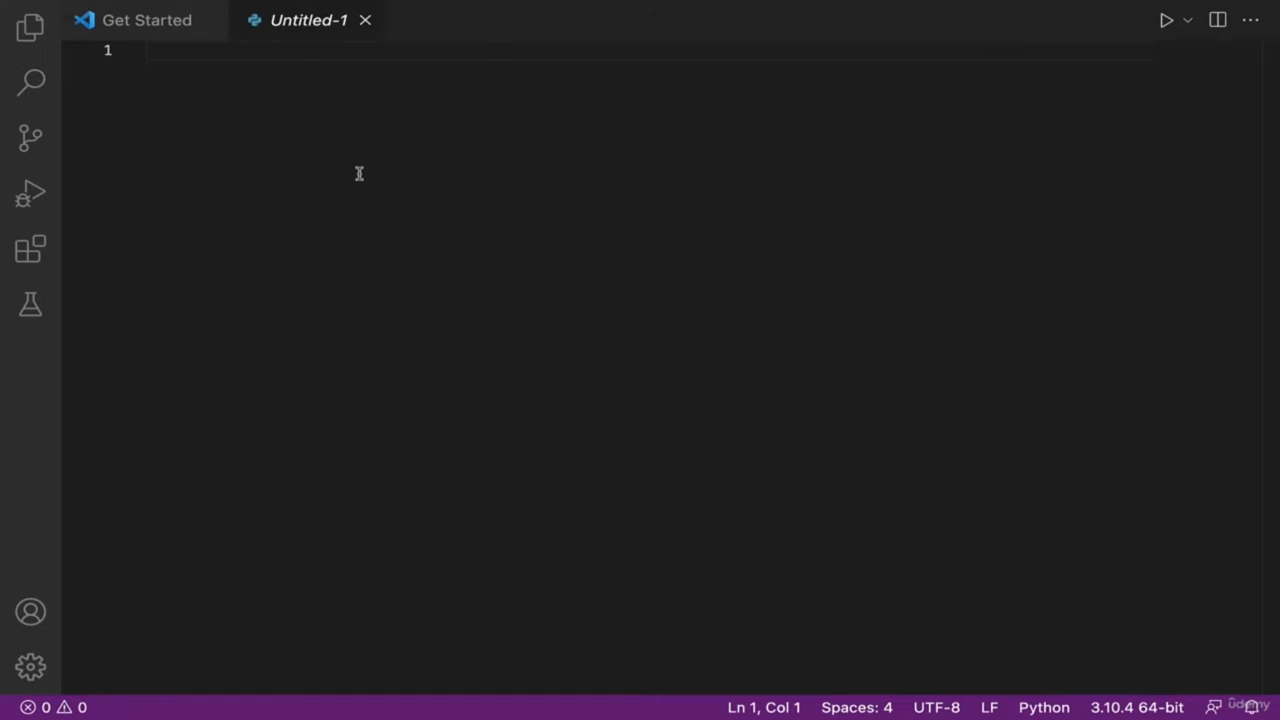 Get Started
Untitled-1
1
0 0
Ln 1, Col 1 Spaces: 4 UTF-8 LF Python 3.10.4 64-bit
ûdemy